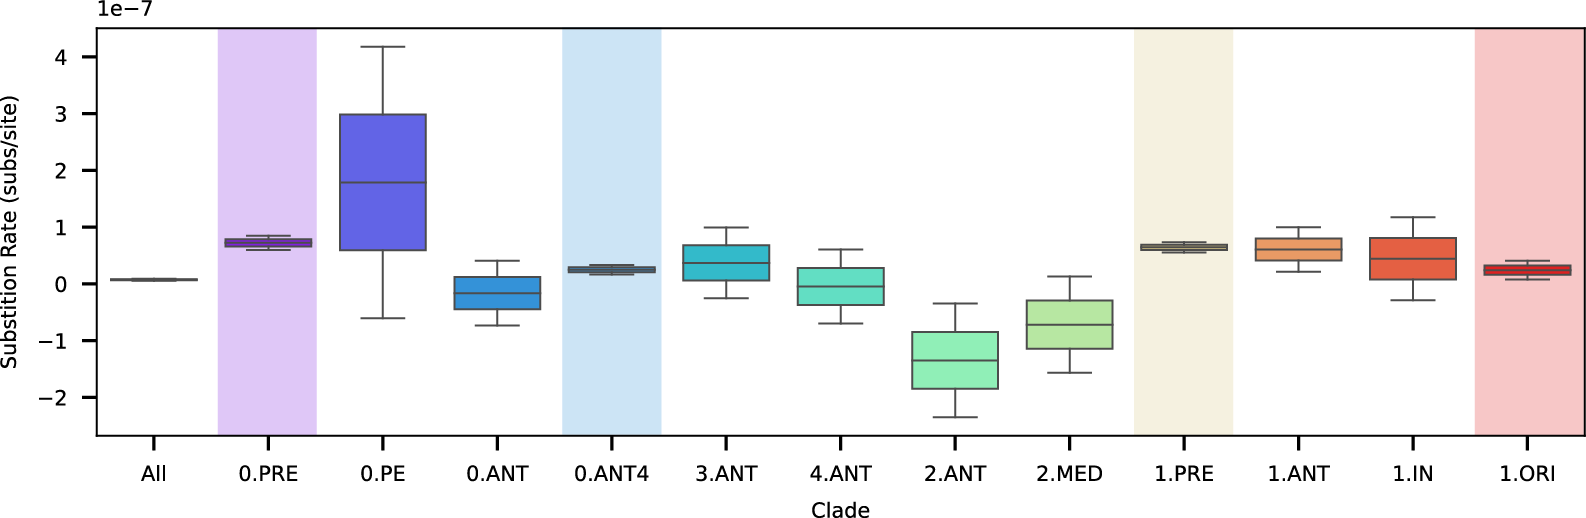 1e−7
4
3
2
1
0
−1
−2
Substition Rate (subs/site)
All 0.PRE 0.PE 0.ANT 0.ANT4 3.ANT 4.ANT 2.ANT 2.MED 1.PRE 1.ANT 1.IN 1.ORI
Clade